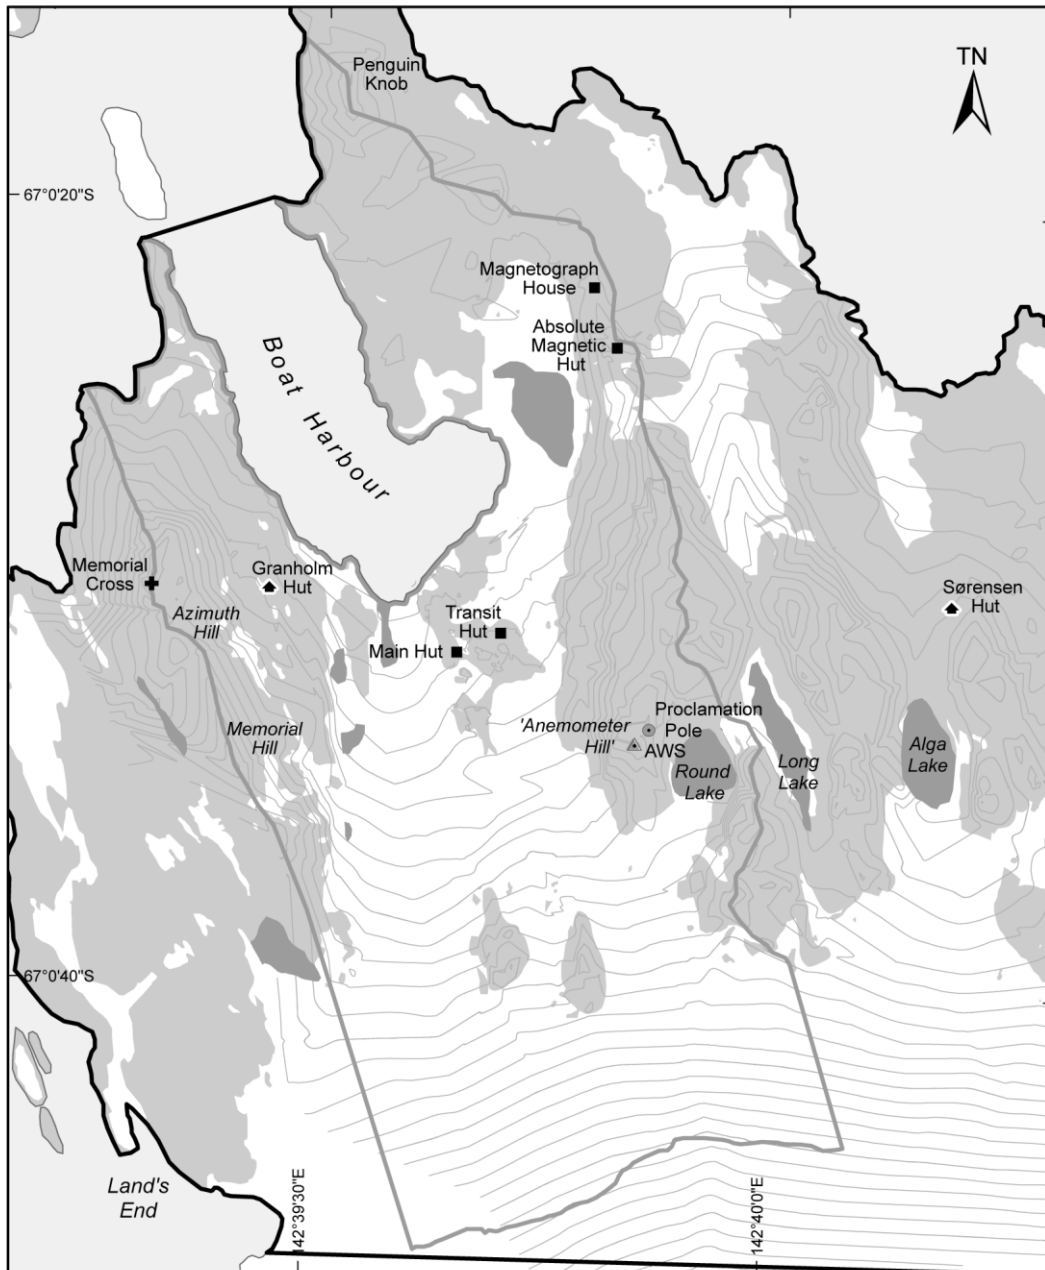 Penguin
Knob
TN
67°0'20"S
Magnetograph
House
Absolute
Magnetic
Hut
Boat Harbour
Memorial
Cross
Granholm
Hut
Azimuth
Hill
Transit
Hut
Main Hut
Sørensen
Hut
Memorial
Hill
'Anemometer
Hill'
Proclamation
Pole
AWS
Round
Lake
Long
Lake
Alga
Lake
67°0'40"S
Land's
End
142°39'30"E
142°40'0"E